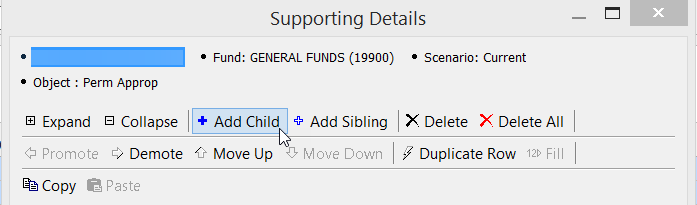 Supporting Details
• • Fund: GENERAL FUNDS (19900) • Scenario: Current
• Object : Perm Approp
Expand Collapse Add Child Add Sibling Delete Delete All
Promote Demote Move Up Move Down Duplicate Row Fill
Copy Paste